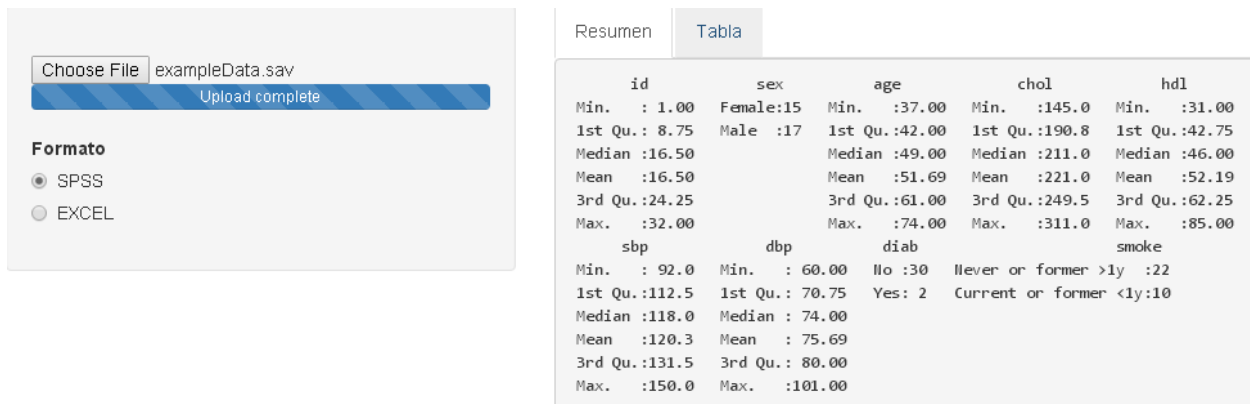 Choose File exampleData.sav
Upload complete
Formato
SPSS
EXCEL
Resumen Tabla
id sex age chol hdl
Min. : 1.00 Female:15 Min. :37.00 Min. :145.0 Min. :31.00
1st Qu.: 8.75 Male :17 1st Qu.:42.00 1st Qu.:190.8 1st Qu.:42.75
Median :16.50 Median :49.00 Median :211.0 Median :46.00
Mean :16.50 Mean :51.69 Mean :221.0 Mean :52.19
3rd Qu.:24.25 3rd Qu.:61.00 3rd Qu.:249.5 3rd Qu.:62.25
Max. :32.00 Max. :74.00 Max. :311.0 Max. :85.00
sbp dbp diab smoke
Min. : 92.0 Min. : 60.00 No :30 Never or former >1y :22
1st Qu.:112.5 1st Qu.: 70.75 Yes: 2 Current or former <1y:10
Median :118.0 Median : 74.00
Mean :120.3 Mean : 75.69
3rd Qu.:131.5 3rd Qu.: 80.00
Max. :150.0 Max. :101.00